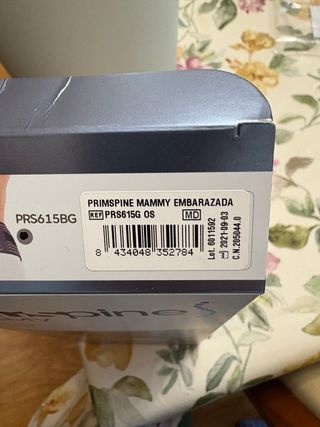 PRS615BG
PRIMSPINE MAMMY EMBARAZADA
REF PRS615G OS MD
8 434048 352784
Lot. 6011592
2021-09-03
C.N.205044.0